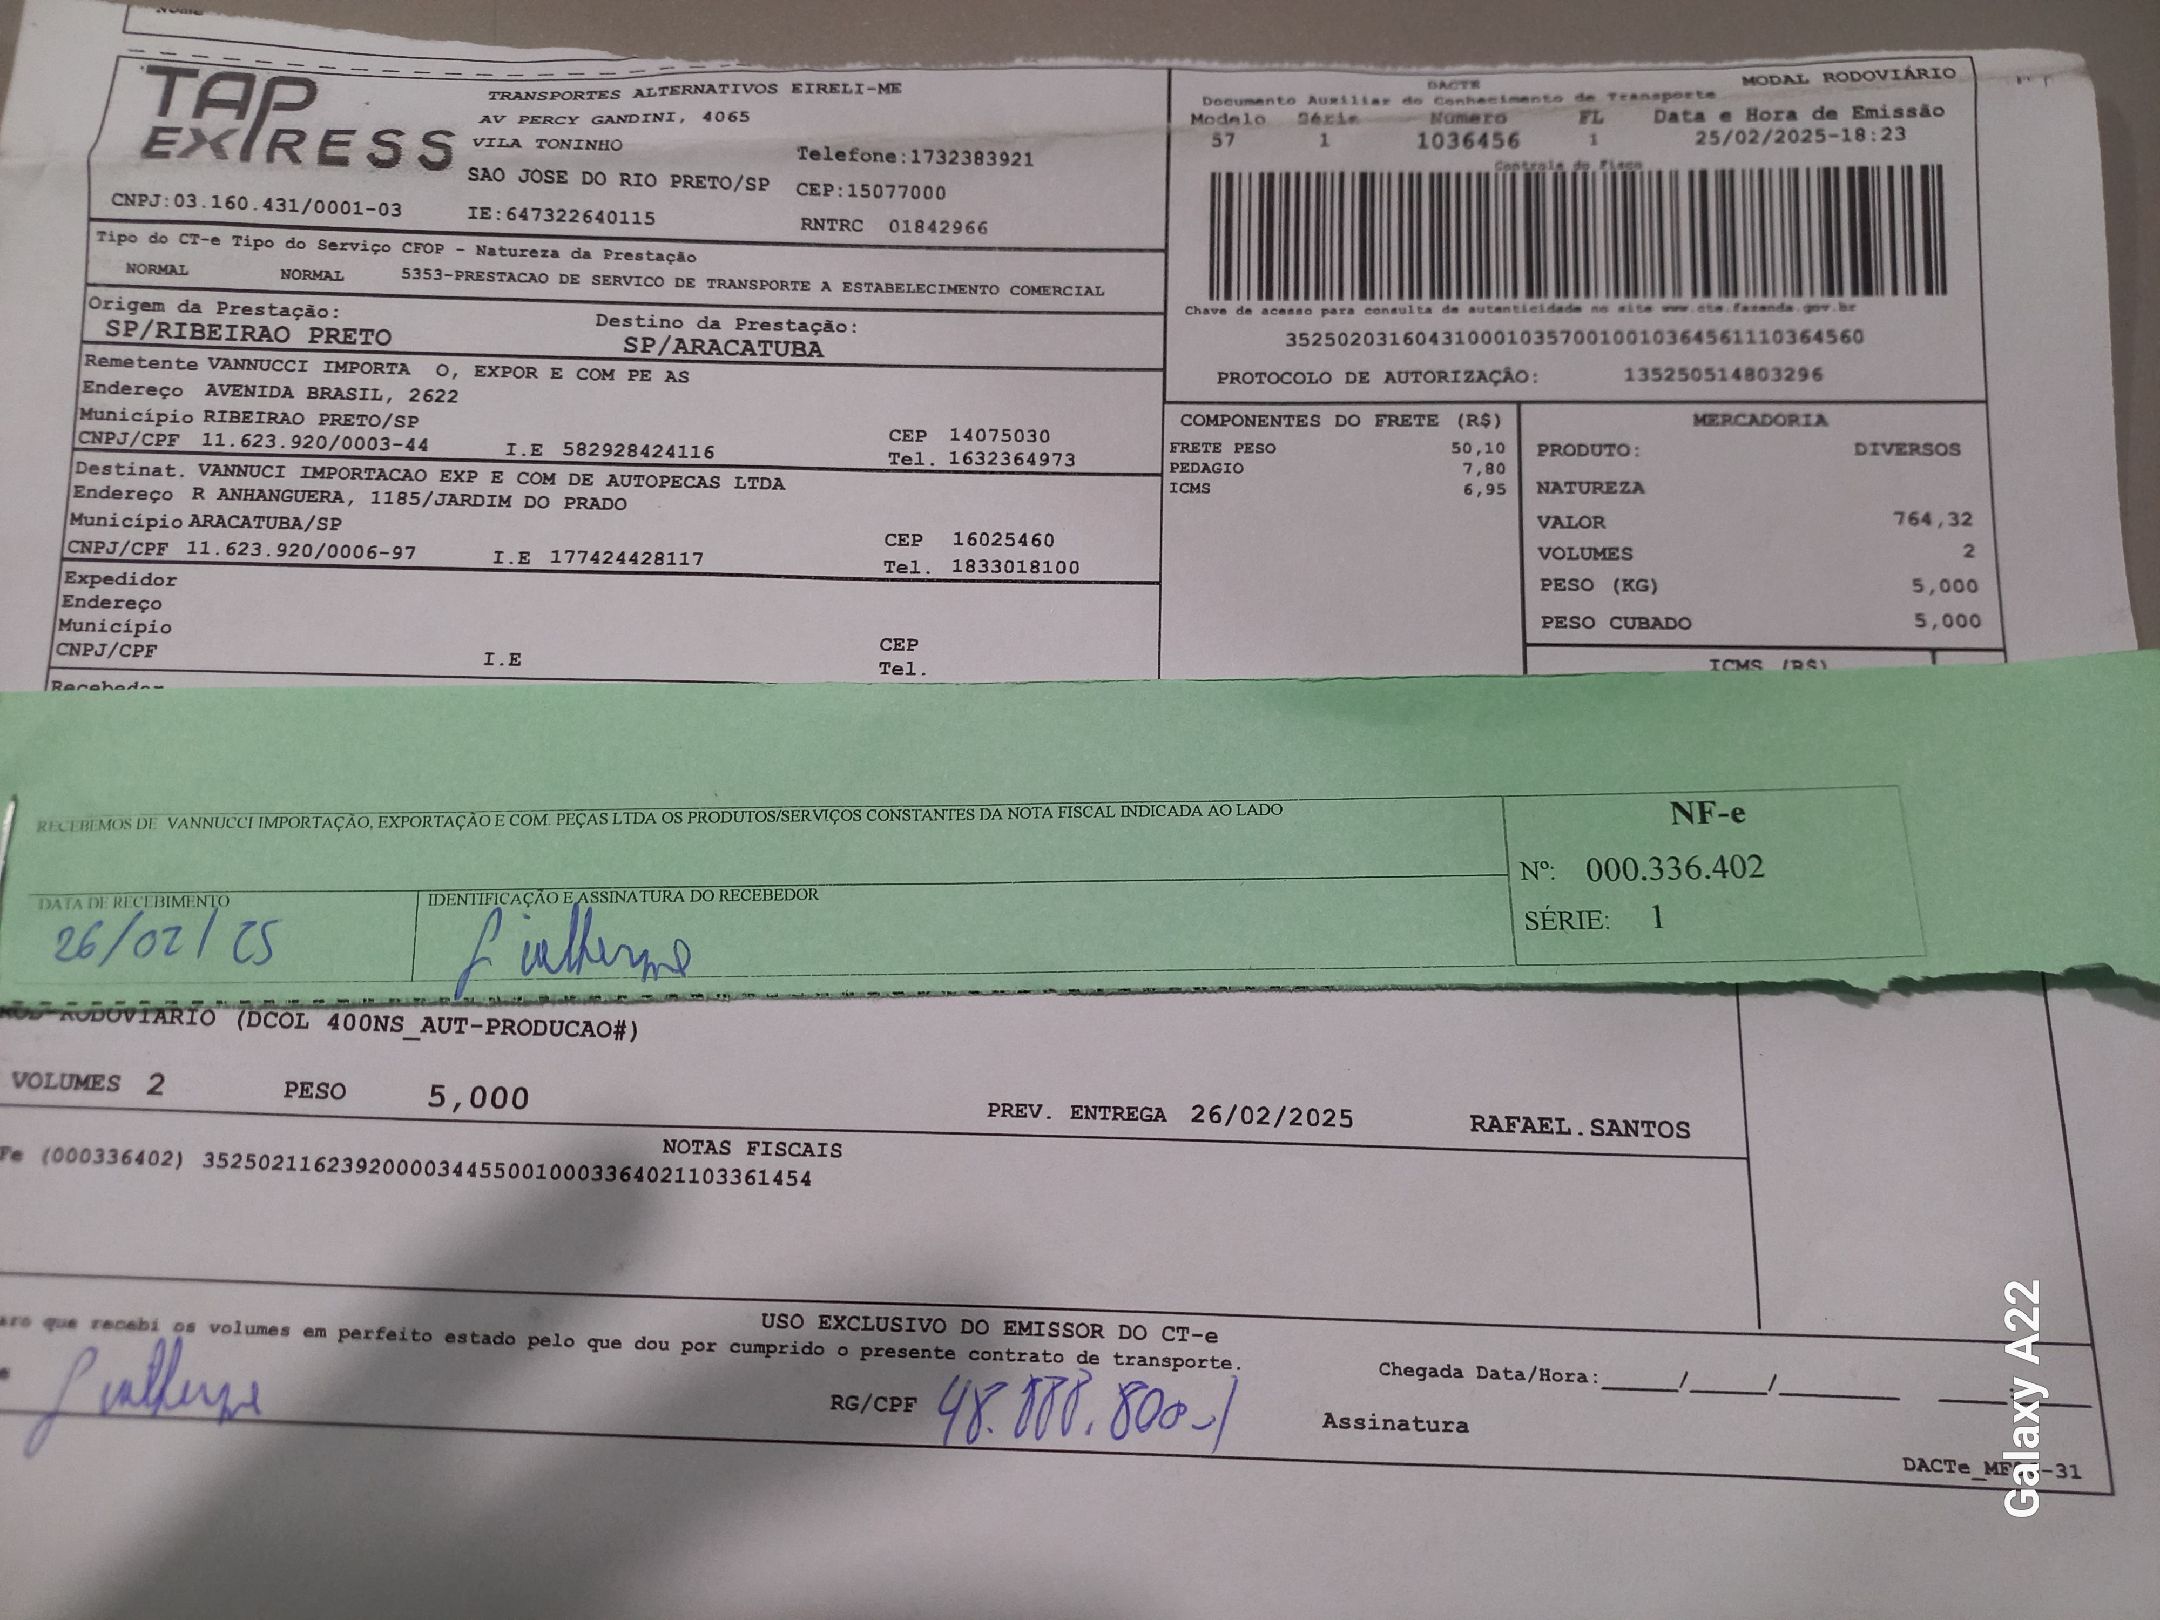 TAP EXPRESS
TRANSPORTES ALTERNATIVOS EIRELI-ME
AV PERCY GANDINI, 4065
VILA TONINHO
Telefone:1732383921
SAO JOSE DO RIO PRETO/SP CEP:15077000
CNPJ:03.160.431/0001-03 IE:647322640115 RNTRC 01842966
Tipo do CT-e Tipo do Serviço CFOP - Natureza da Prestação
NORMAL NORMAL 5353-PRESTACAO DE SERVICO DE TRANSPORTE A ESTABELECIMENTO COMERCIAL
Origem da Prestação: Destino da Prestação:
SP/RIBEIRAO PRETO SP/ARACATUBA
Remetente VANNUCCI IMPORTA O, EXPOR E COM PE AS
Endereço AVENIDA BRASIL, 2622
Município RIBEIRAO PRETO/SP CEP 14075030
CNPJ/CPF 11.623.920/0003-44 I.E 582928424116 Tel. 1632364973
Destinat. VANNUCI IMPORTACAO EXP E COM DE AUTOPECAS LTDA
Endereço R ANHANGUERA, 1185/JARDIM DO PRADO
Município ARACATUBA/SP CEP 16025460
CNPJ/CPF 11.623.920/0006-97 I.E 177424428117 Tel. 1833018100
Expedidor
Endereço
Município CEP
CNPJ/CPF I.E Tel.
Recebedor
DACTE MODAL RODOVIÁRIO
Documento Auxiliar do Conhecimento de Transporte
Modelo Série Número FL Data e Hora de Emissão
57 1 1036456 1 25/02/2025-18:23
Controle do Fisco
Chave de acesso para consulta de autenticidade no site www.cte.fazenda.gov.br
35250203160431000103570010010364561110364560
PROTOCOLO DE AUTORIZAÇÃO: 135250514803296
COMPONENTES DO FRETE (R$)
FRETE PESO 50,10
PEDAGIO 7,80
ICMS 6,95
MERCADORIA
PRODUTO: DIVERSOS
NATUREZA
VALOR 764,32
VOLUMES 2
PESO (KG) 5,000
PESO CUBADO 5,000
ICMS (R$)
RECEBEMOS DE VANNUCCI IMPORTAÇÃO, EXPORTAÇÃO E COM. PEÇAS LTDA OS PRODUTOS/SERVIÇOS CONSTANTES DA NOTA FISCAL INDICADA AO LADO
NF-e
Nº: 000.336.402
SÉRIE: 1
DATA DE RECEBIMENTO IDENTIFICAÇÃO E ASSINATURA DO RECEBEDOR
26/02/25 Guilherme
ROD-RODOVIARIO (DCOL 400NS_AUT-PRODUCAO#)
VOLUMES 2 PESO 5,000 PREV. ENTREGA 26/02/2025 RAFAEL.SANTOS
NOTAS FISCAIS
Fe (000336402) 35250211623920000344550010003364021103361454
USO EXCLUSIVO DO EMISSOR DO CT-e
aro que recebi os volumes em perfeito estado pelo que dou por cumprido o presente contrato de transporte.
Guilherme RG/CPF Chegada Data/Hora:_____/_____/________ 
Assinatura
Galaxy A22